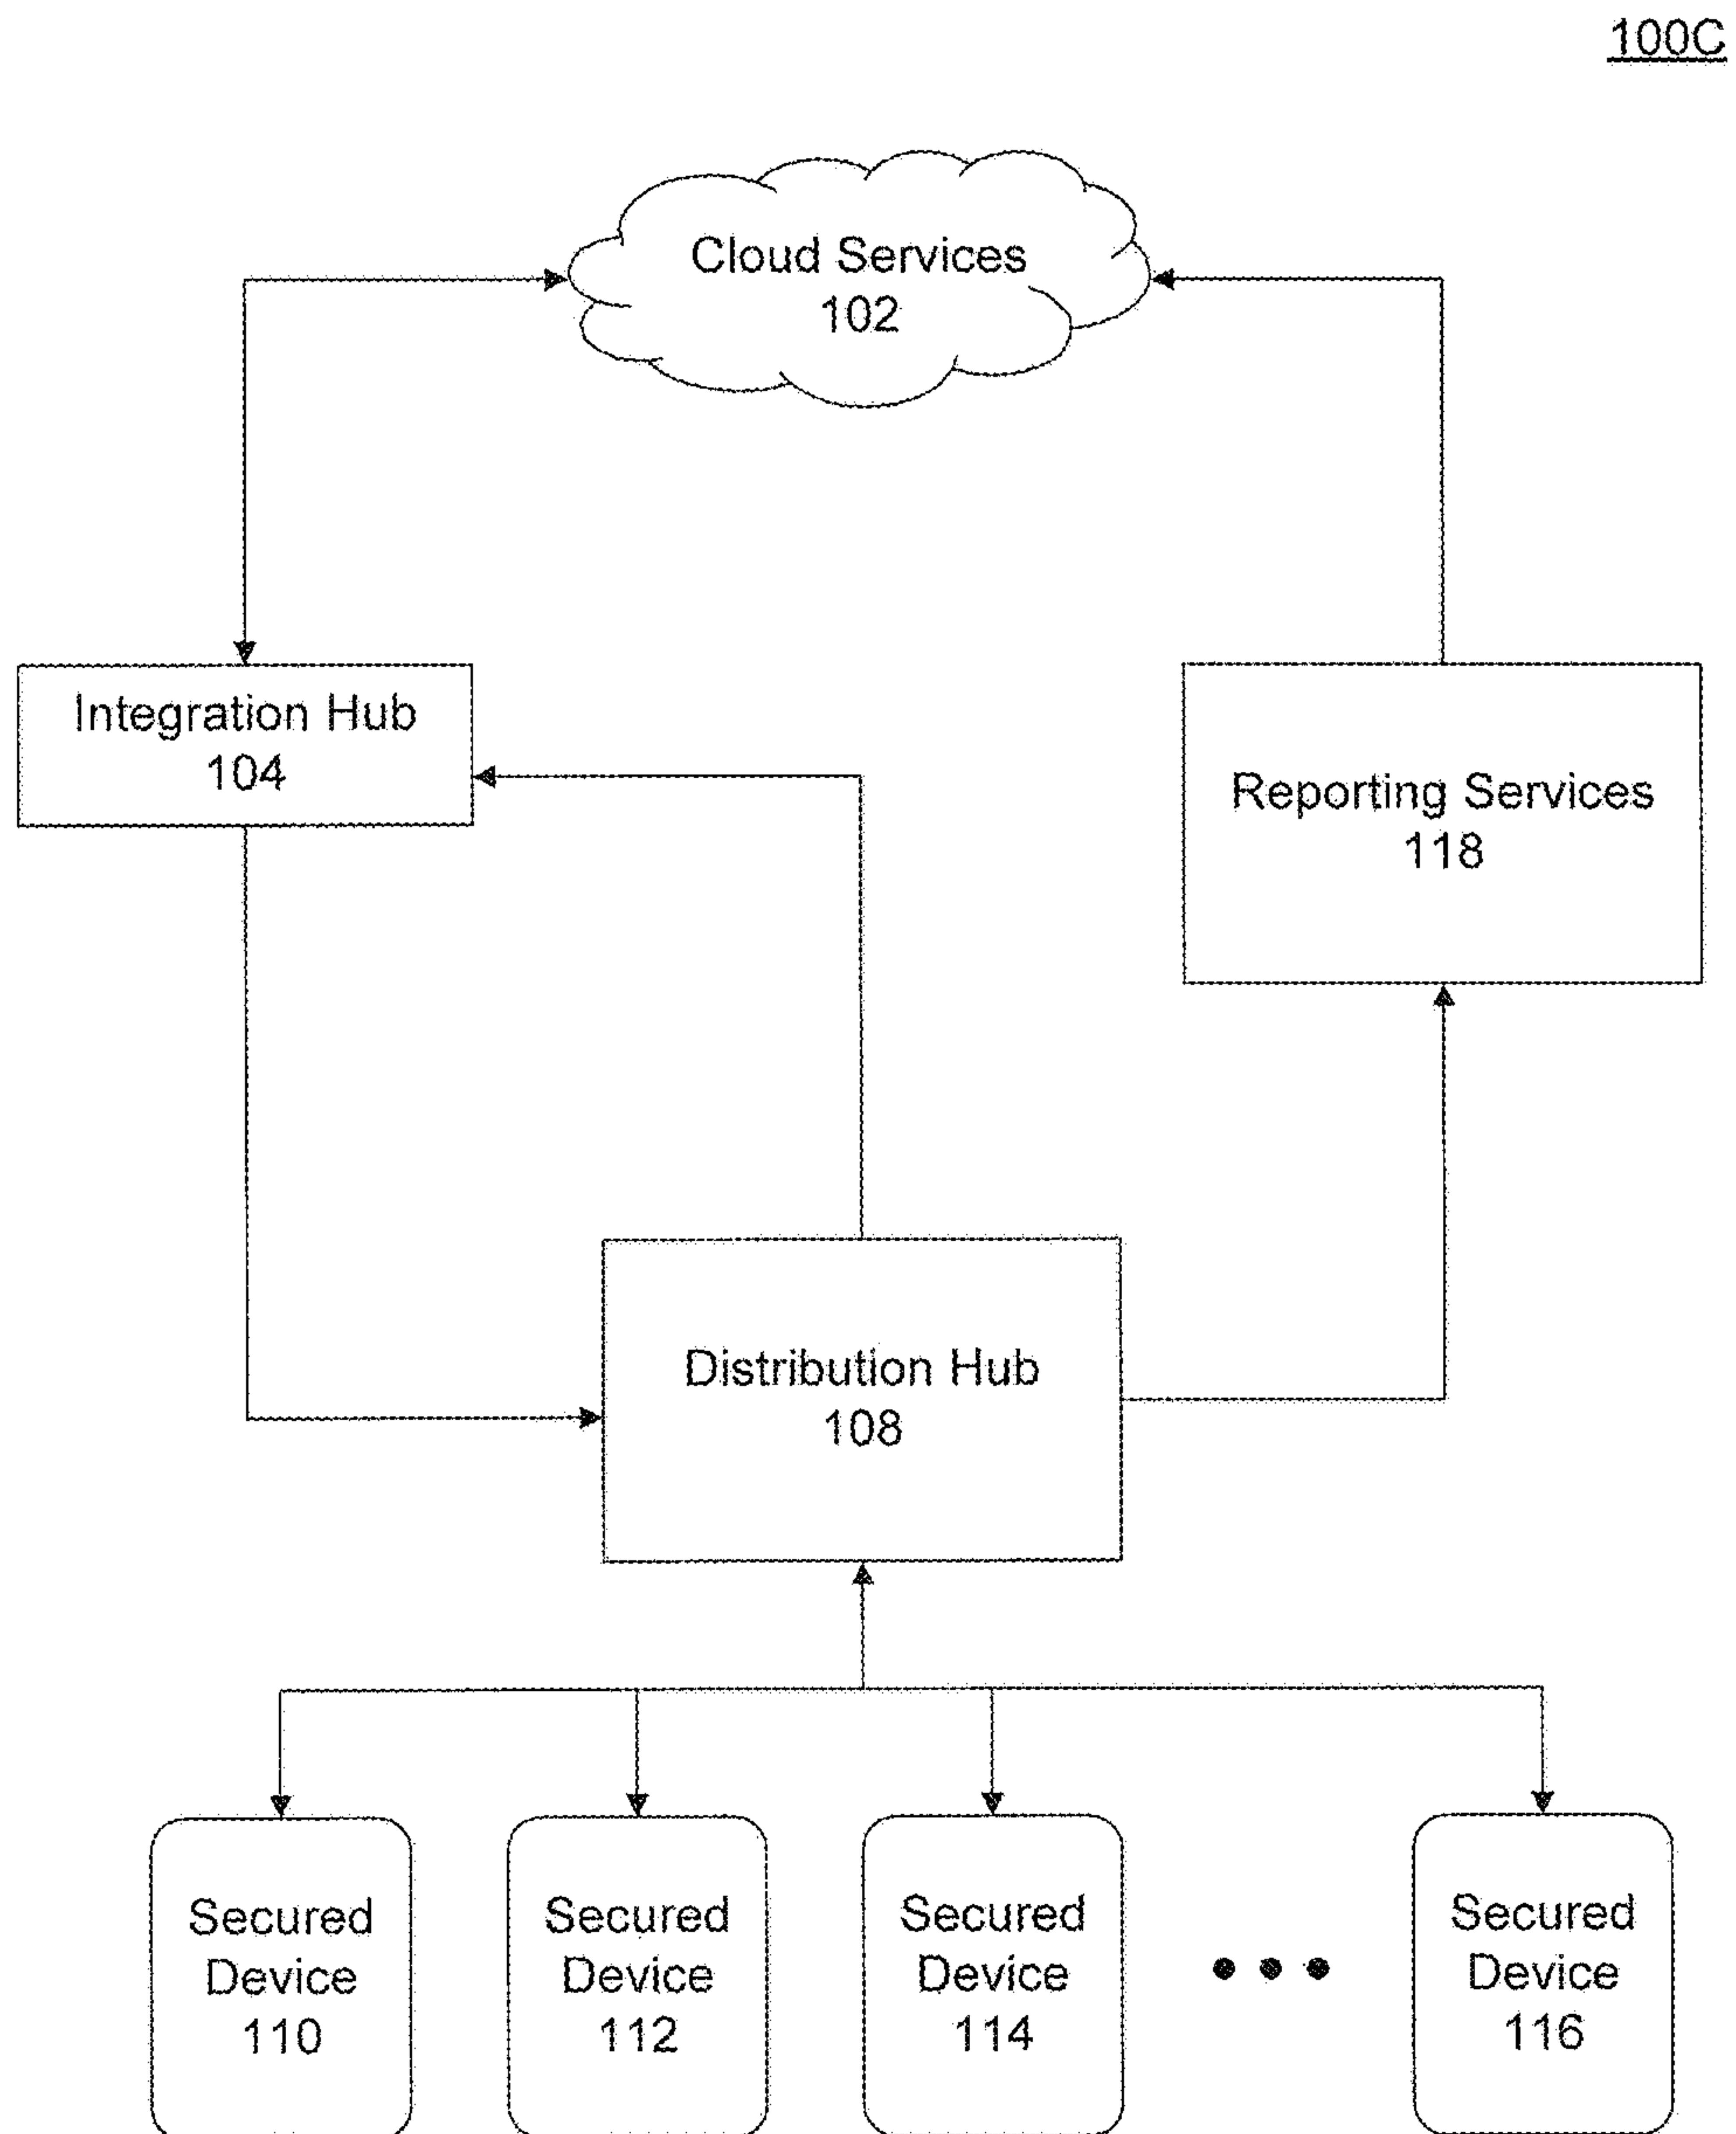 100C
Cloud Services
102
Integration Hub
104
Reporting Services
118
Distribution Hub
108
Secured
Device
110
Secured
Device
112
Secured
Device
114
Secured
Device
116